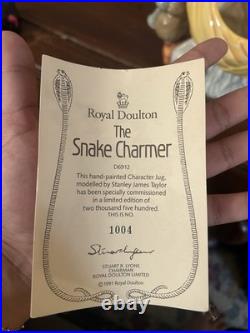 Royal Doulton
The
Snake Charmer
D6912
This hand-painted Character Jug,
modelled by Stanley James Taylor
has been specially commissioned
in a limited edition of
two thousand five hundred.
THIS IS NO.
1004
STUART R. LYONS
CHAIRMAN
ROYAL DOULTON LIMITED
© 1991 Royal Doulton